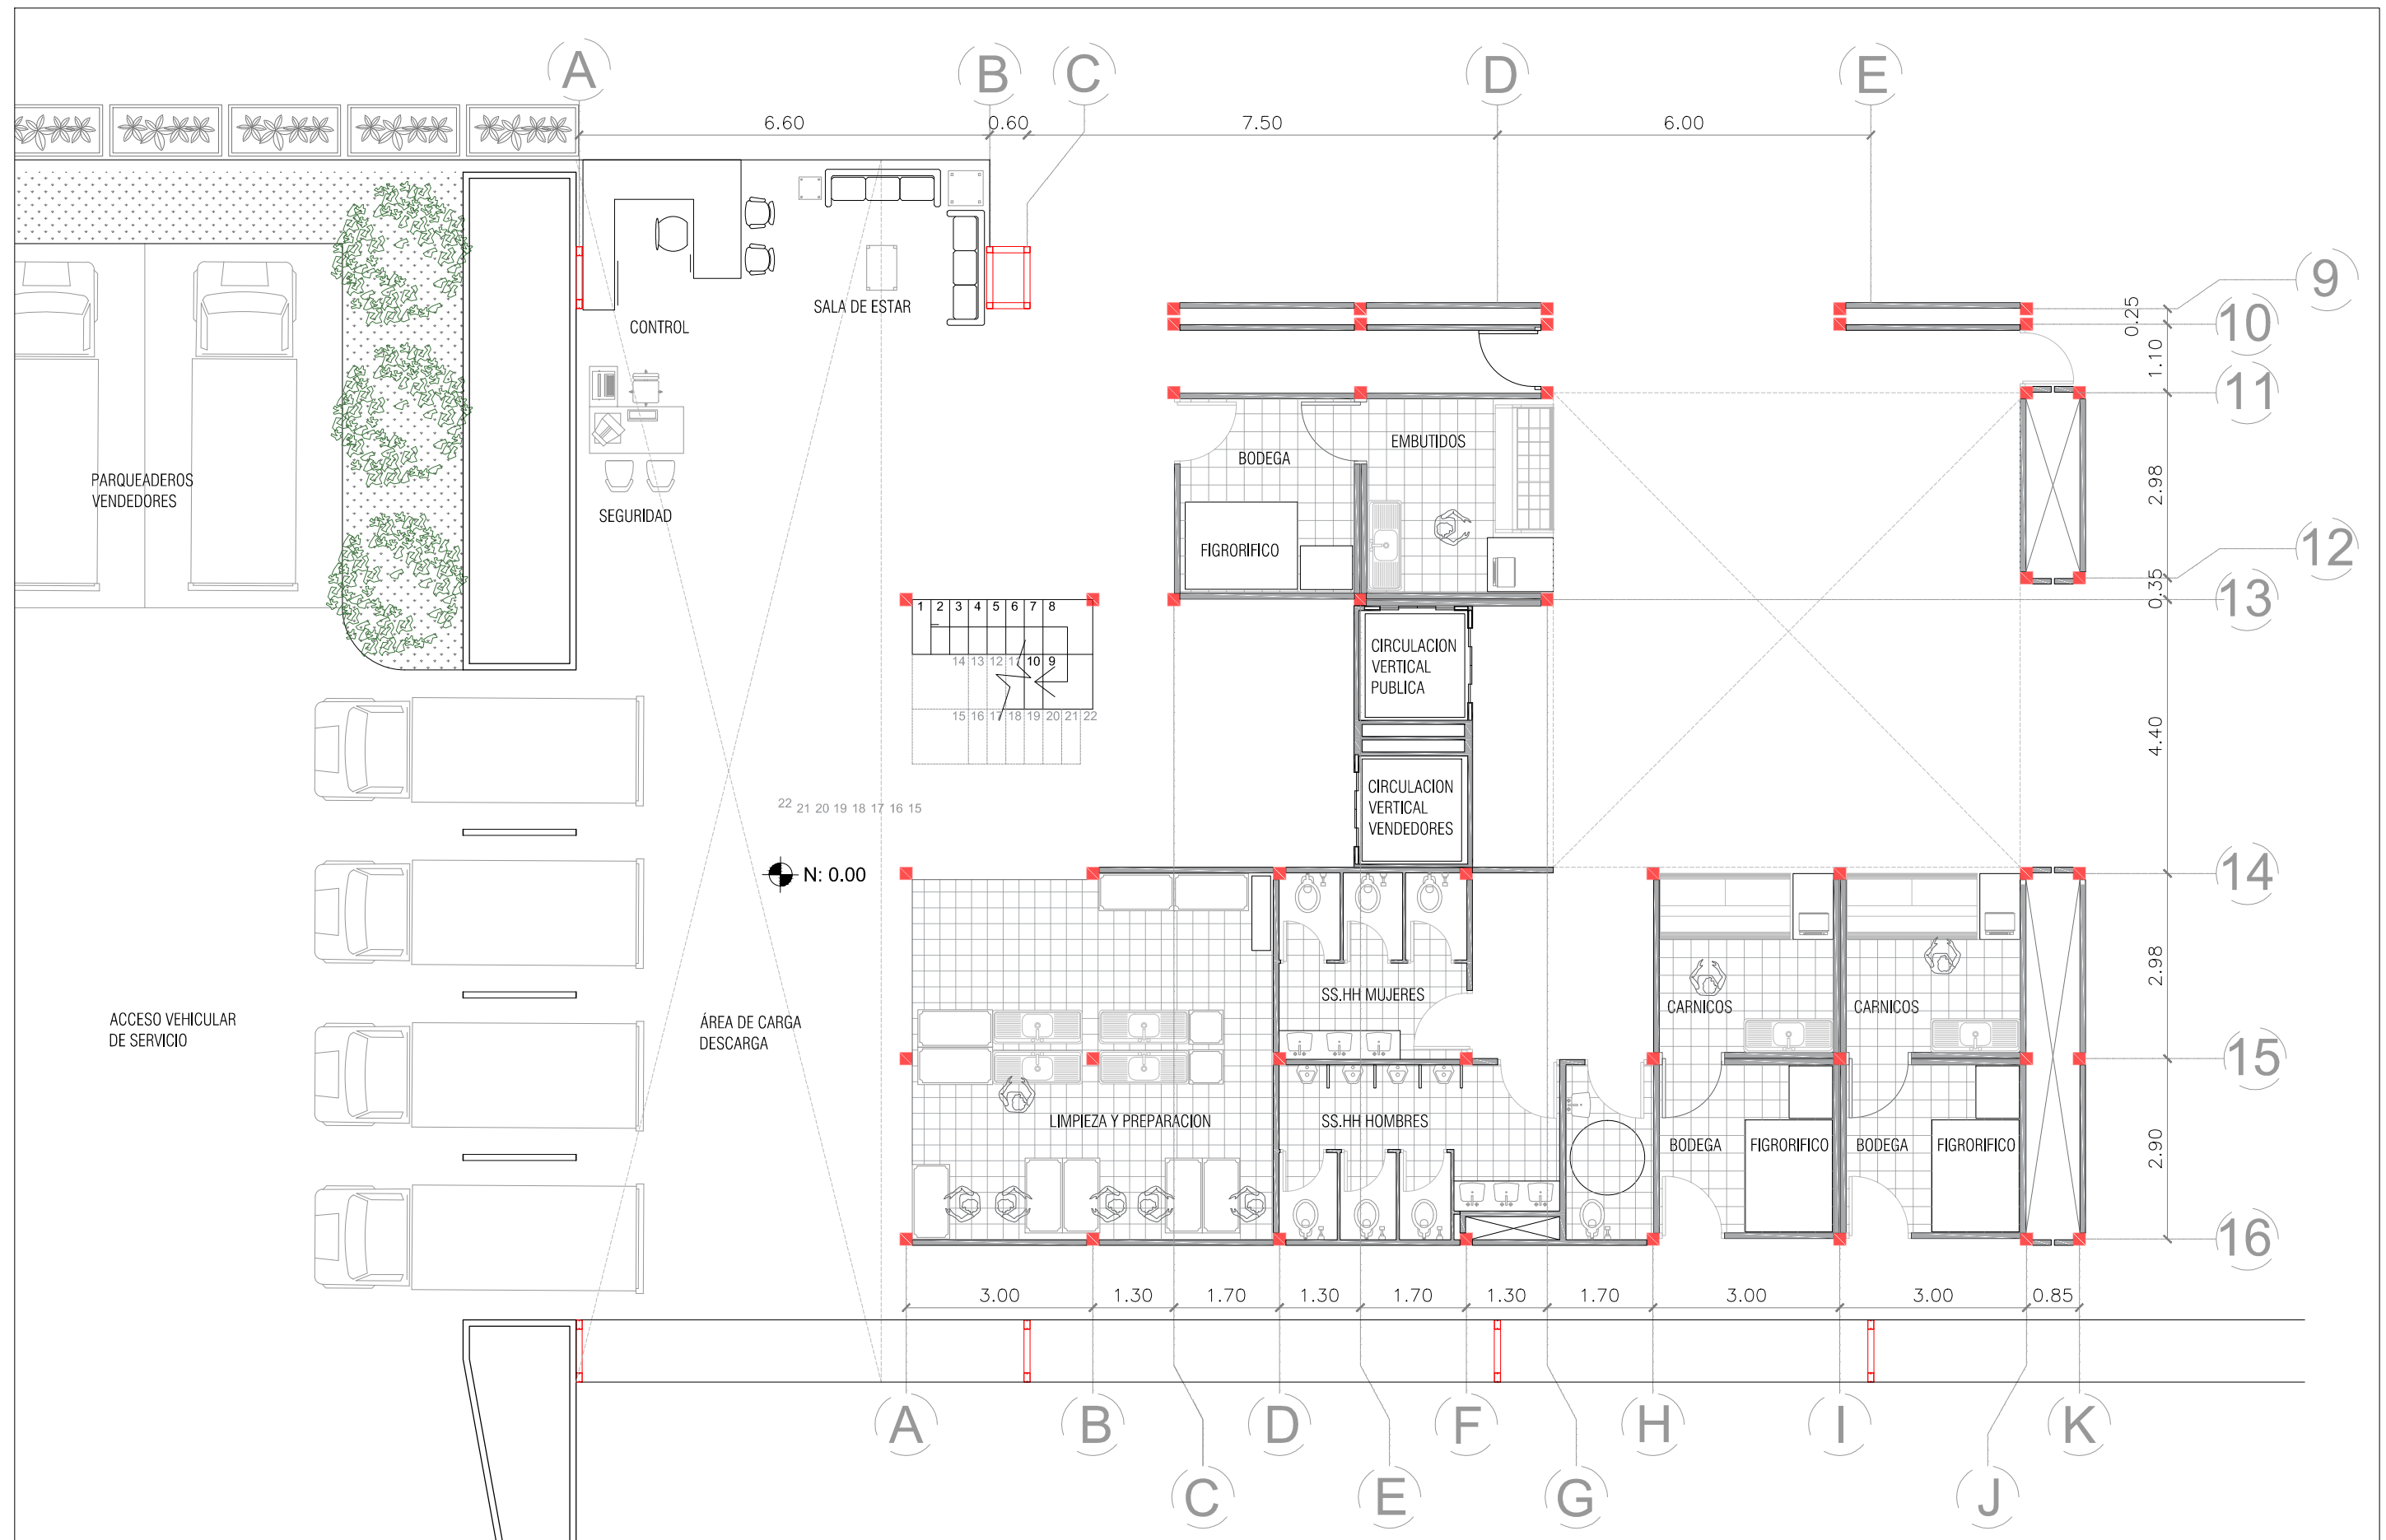 A
B
C
D
E
6.60
0.60
7.50
6.00
9
0.25
10
1.10
11
2.98
12
0.35
13
4.40
14
2.98
15
2.90
16
CONTROL
SALA DE ESTAR
SEGURIDAD
PARQUEADEROS
VENDEDORES
BODEGA
EMBUTIDOS
FIGRORIFICO
1 2 3 4 5 6 7 8
14 13 12 11 10 9
15 16 17 18 19 20 21 22
22 21 20 19 18 17 16 15
CIRCULACION
VERTICAL
PUBLICA
CIRCULACION
VERTICAL
VENDEDORES
N: 0.00
ACCESO VEHICULAR
DE SERVICIO
ÁREA DE CARGA
DESCARGA
SS.HH MUJERES
CARNICOS
CARNICOS
LIMPIEZA Y PREPARACION
SS.HH HOMBRES
BODEGA
FIGRORIFICO
BODEGA
FIGRORIFICO
3.00
1.30
1.70
1.30
1.70
1.30
1.70
3.00
3.00
0.85
A
B
C
D
E
F
G
H
I
J
K